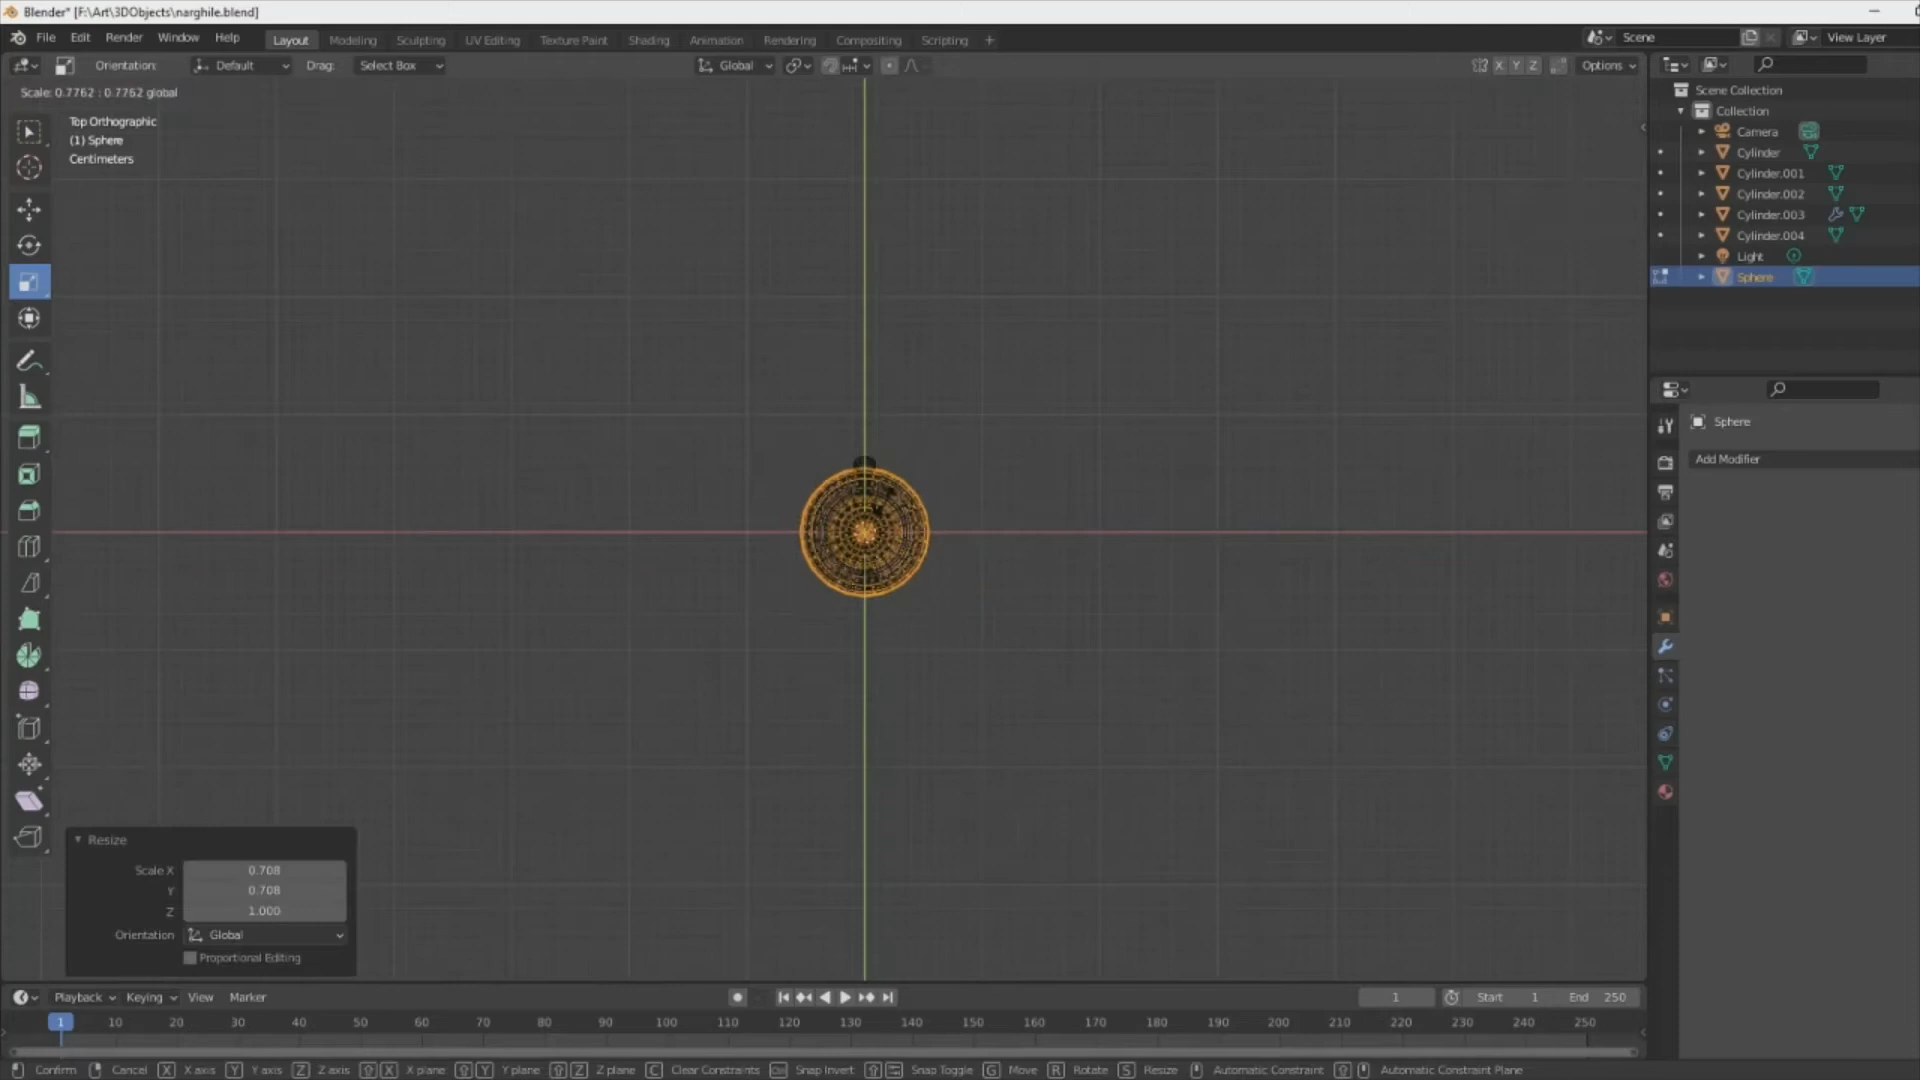 Blender* [F:\Art\3DObjects\narghile.blend]
File Edit Render Window Help Layout Modeling Sculpting UV Editing Texture Paint Shading Animation Rendering Compositing Scripting + Scene View Layer
Orientation: Default Drag: Select Box Global X Y Z Options
Scale: 0.7762 : 0.7762 global
Top Orthographic
(1) Sphere
Centimeters
Scene Collection
Collection
Camera
Cylinder
Cylinder.001
Cylinder.002
Cylinder.003
Cylinder.004
Light
Sphere
Sphere
Add Modifier
Resize
Scale X 0.708
Y 0.708
Z 1.000
Orientation Global
Proportional Editing
Playback Keying View Marker 1 Start 1 End 250
1 10 20 30 40 50 60 70 80 90 100 110 120 130 140 150 160 170 180 190 200 210 220 230 240 250
Confirm Cancel X X axis Y Y axis Z Z axis X X plane Y Y plane Z Z plane C Clear Constraints Ctrl Snap Invert Snap Toggle G Move R Rotate S Resize Automatic Constraint Automatic Constraint Plane